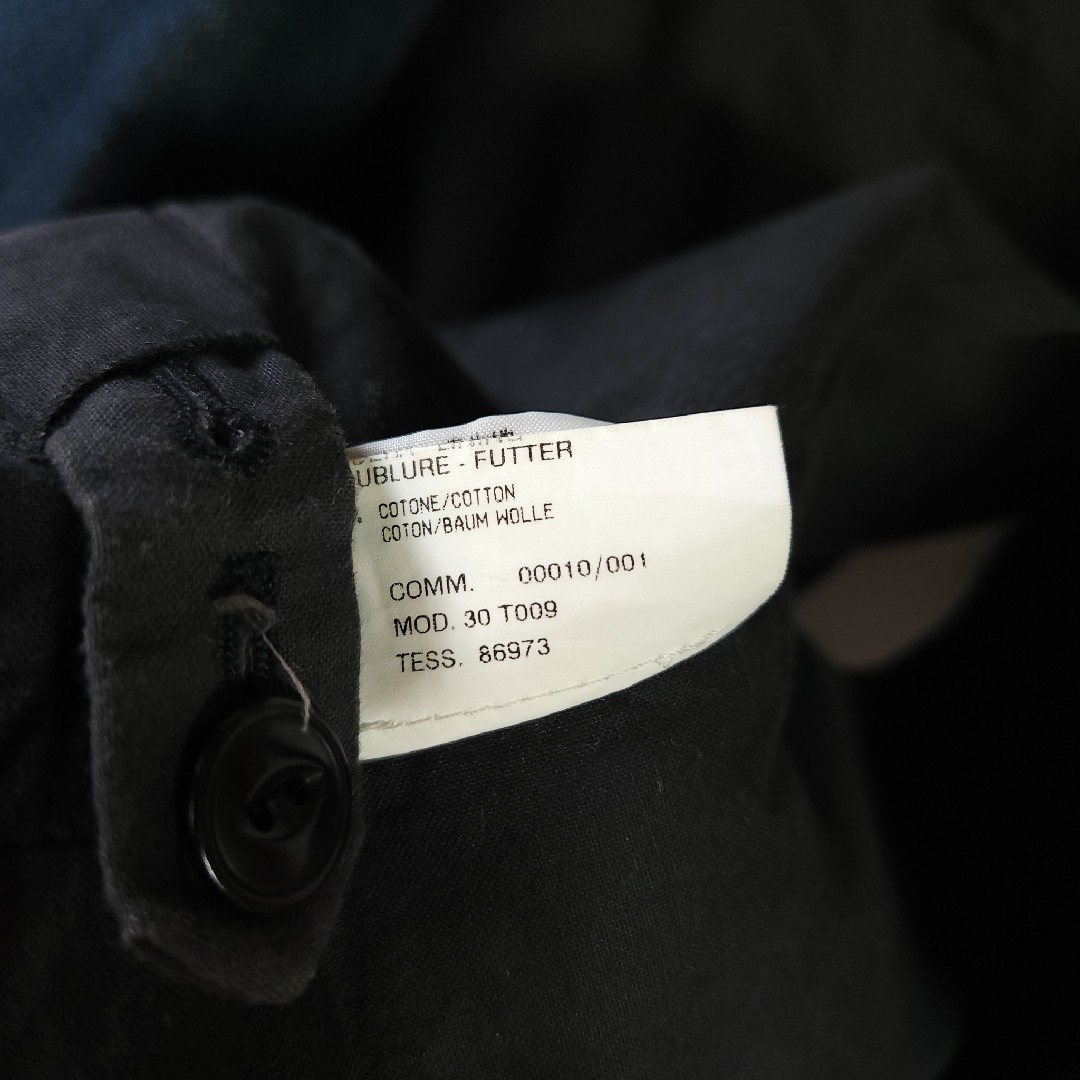 UBLURE - FUTTER
COTONE/COTTON
COTON/BAUM WOLLE
COMM. 00010/001
MOD. 30 T009
TESS. 86973